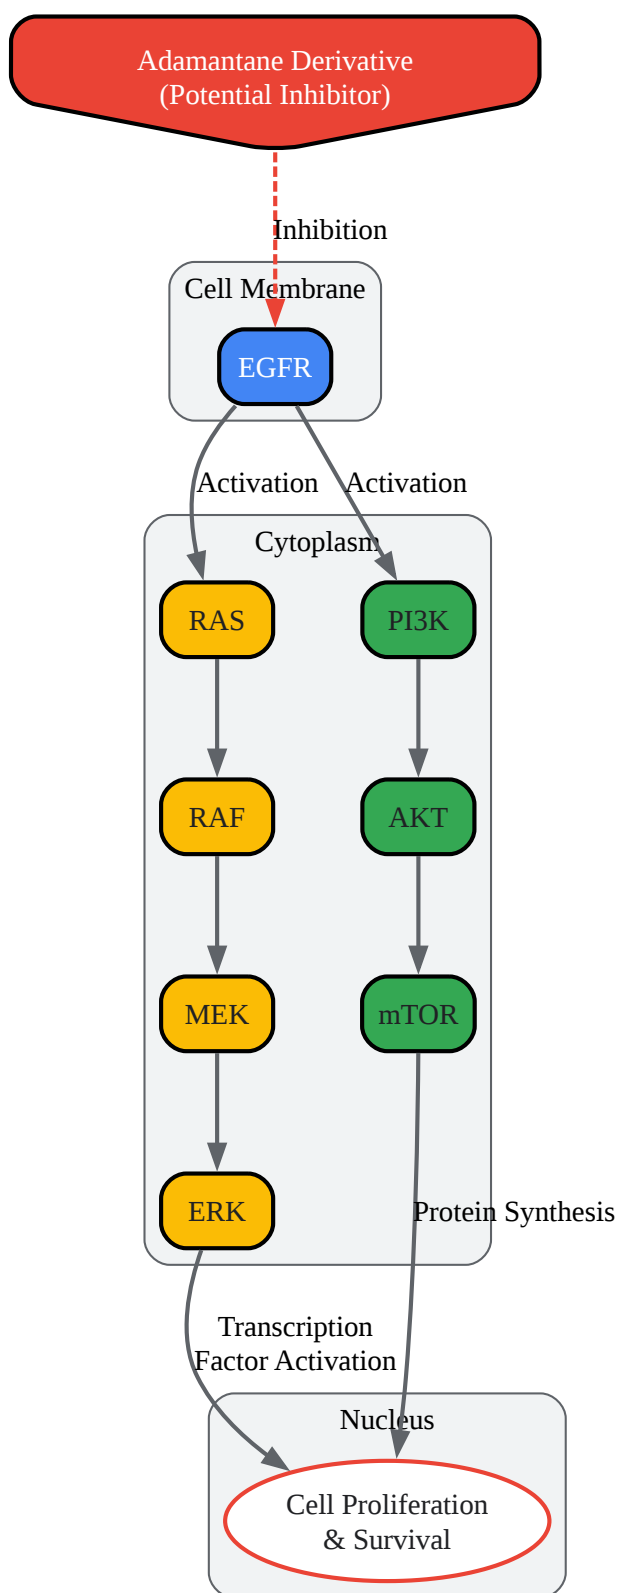 Adamantane Derivative
(Potential Inhibitor)
Inhibition
Cell Membrane
EGFR
Activation
Activation
Cytoplasm
RAS
PI3K
RAF
AKT
MEK
mTOR
ERK
Protein Synthesis
Transcription
Factor Activation
Nucleus
Cell Proliferation
& Survival